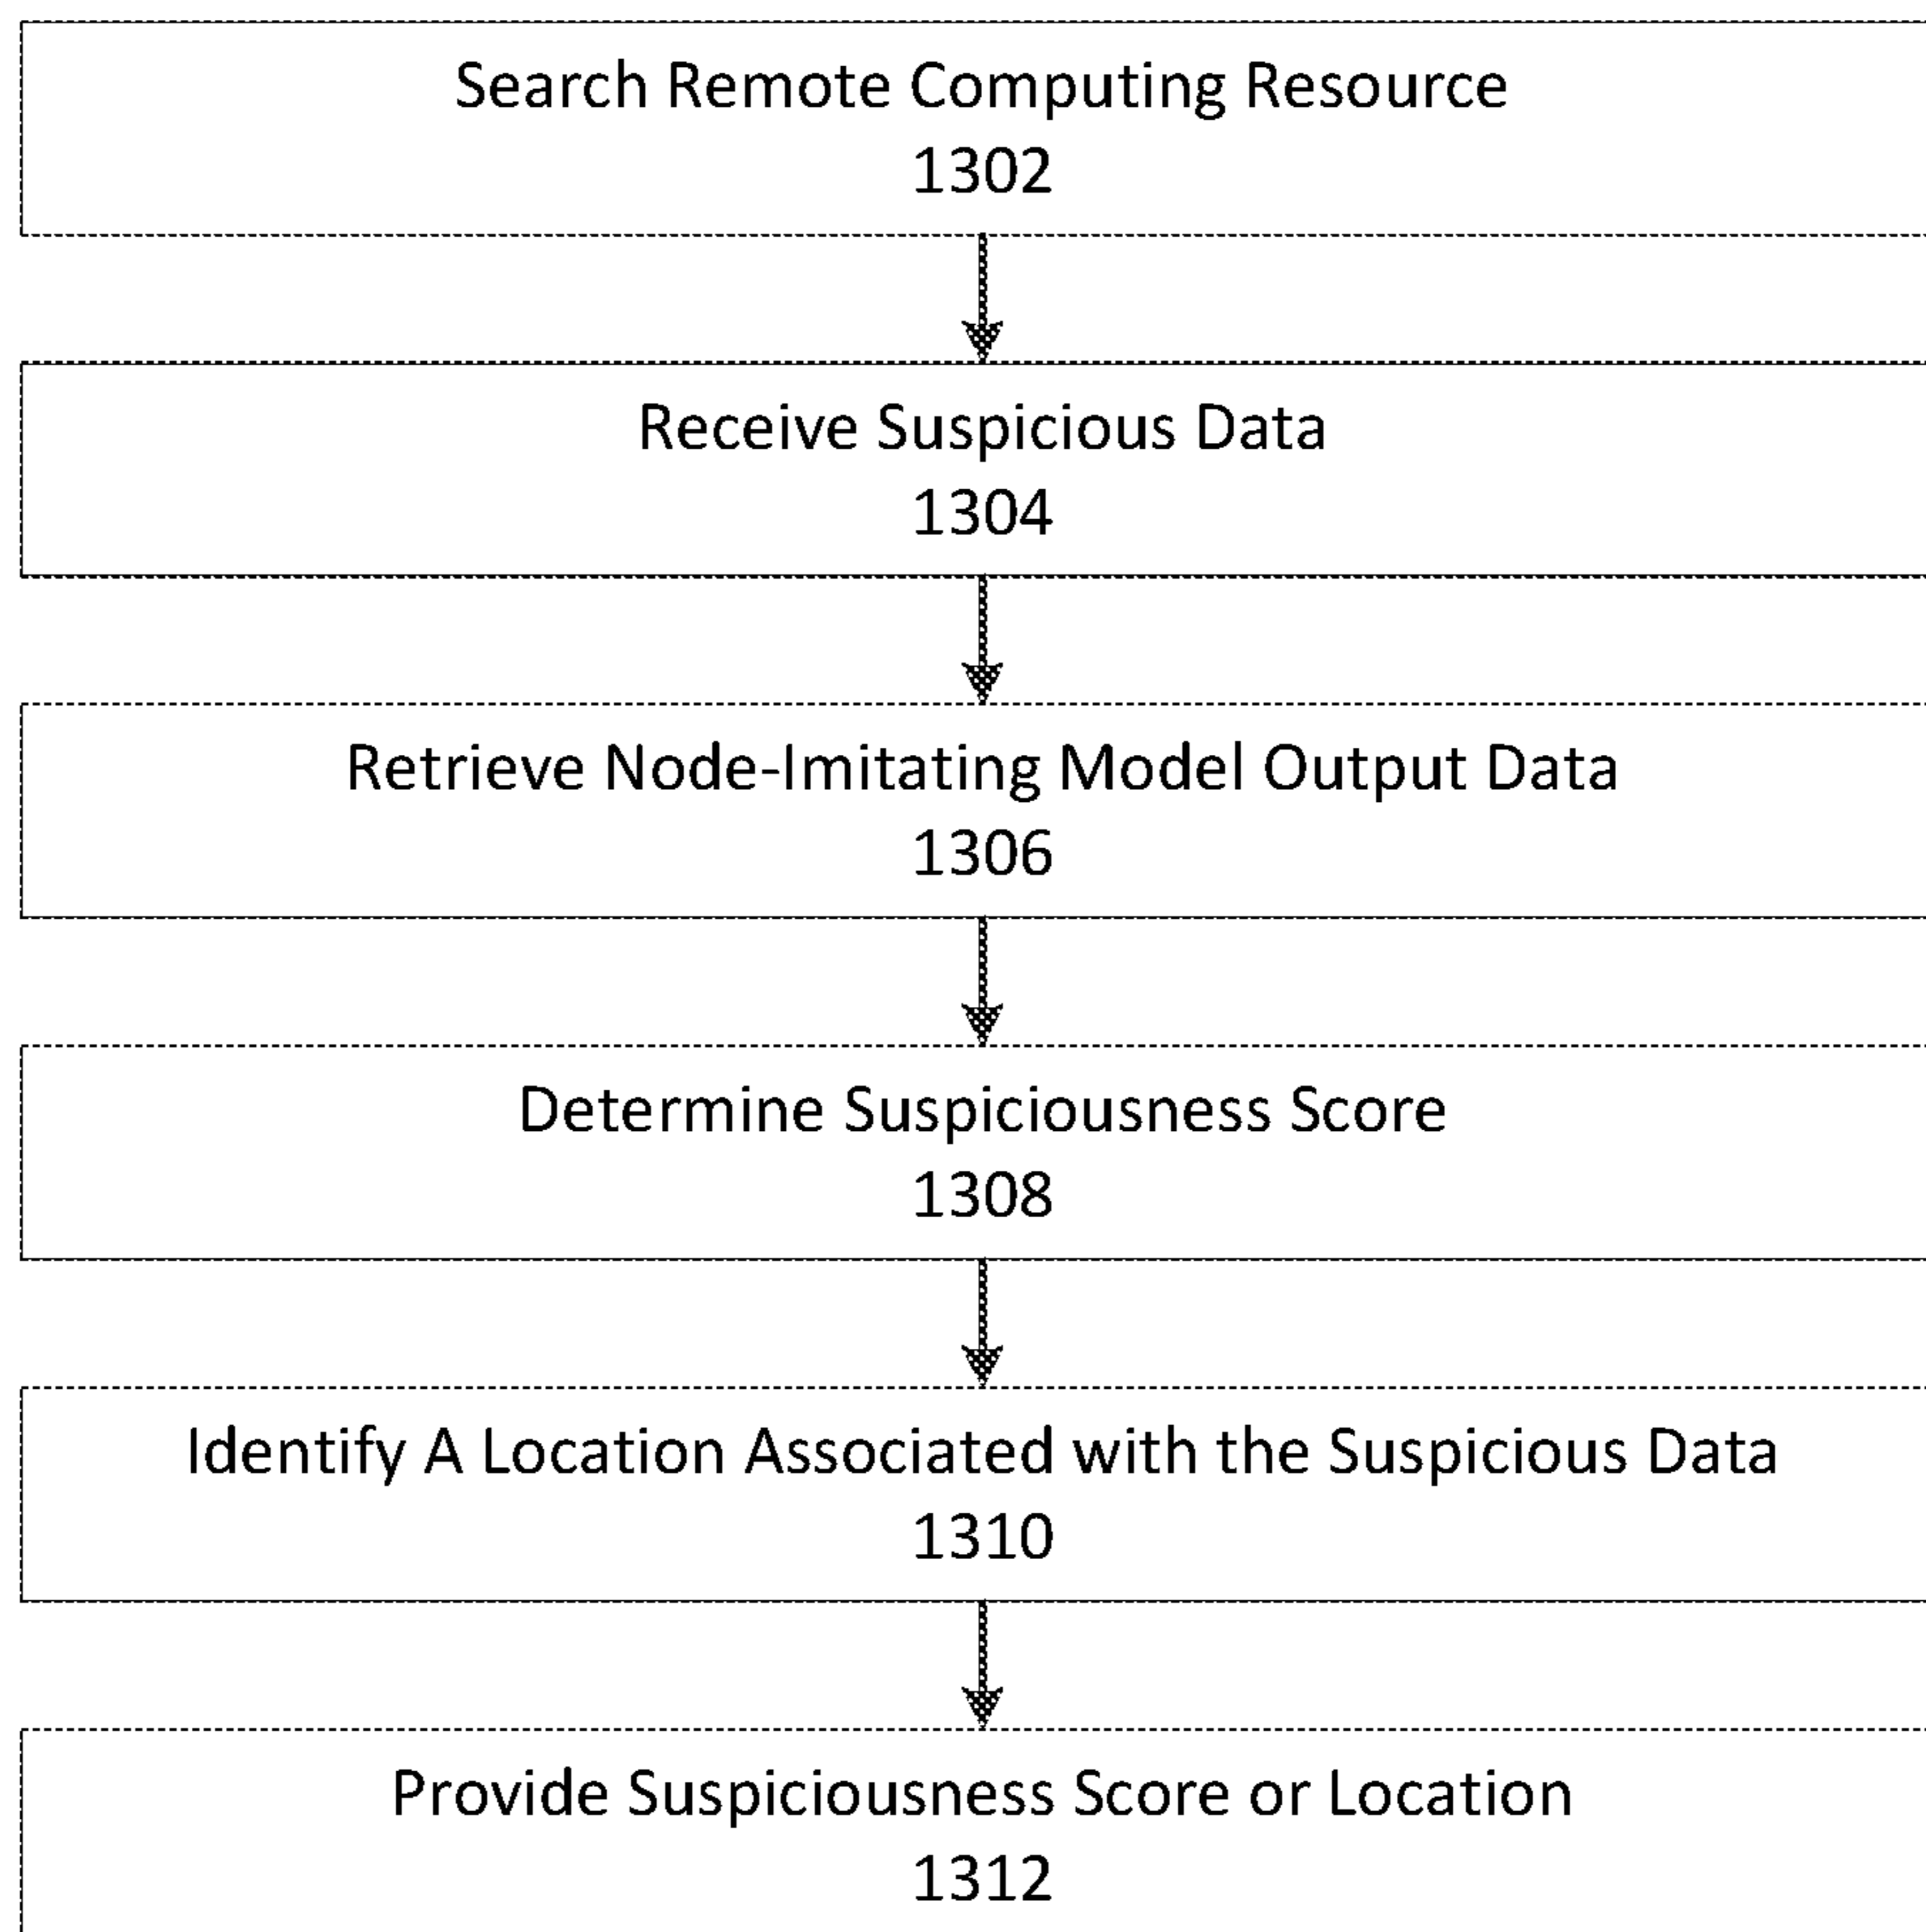 Search Remote Computing Resource
1302
Receive Suspicious Data
1304
Retrieve Node-Imitating Model Output Data
1306
Determine Suspiciousness Score
1308
Identify A Location Associated with the Suspicious Data
1310
Provide Suspiciousness Score or Location
1312